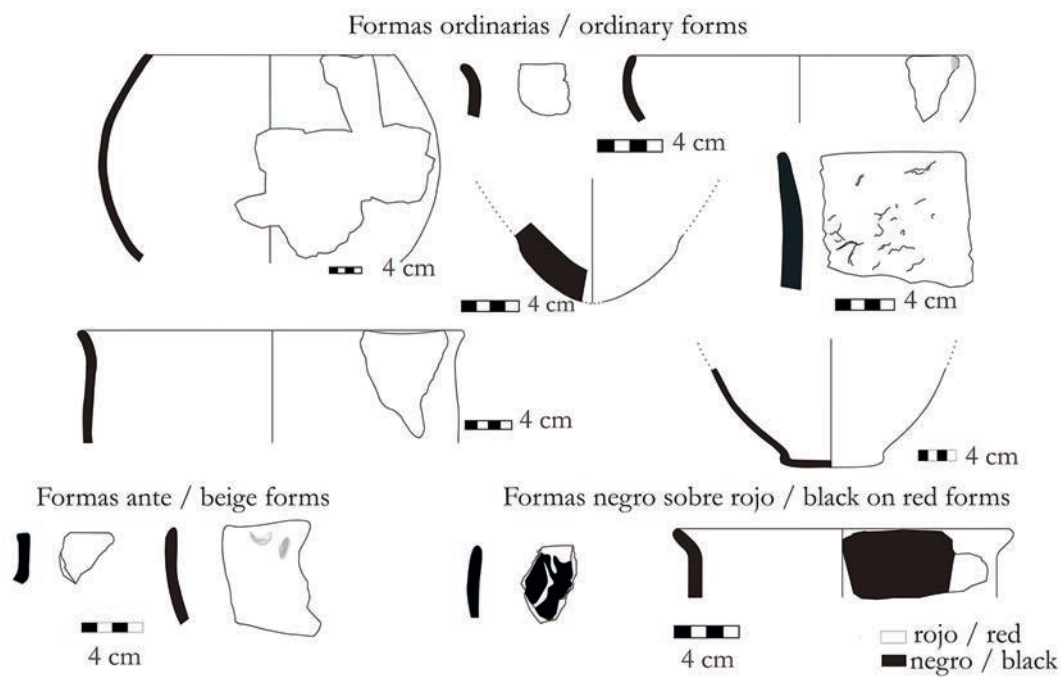 Formas ordinarias / ordinary forms
4 cm
4 cm
4 cm
4 cm
4 cm
4 cm
Formas ante / beige forms
Formas negro sobre rojo / black on red forms
4 cm
4 cm
rojo / red
negro / black